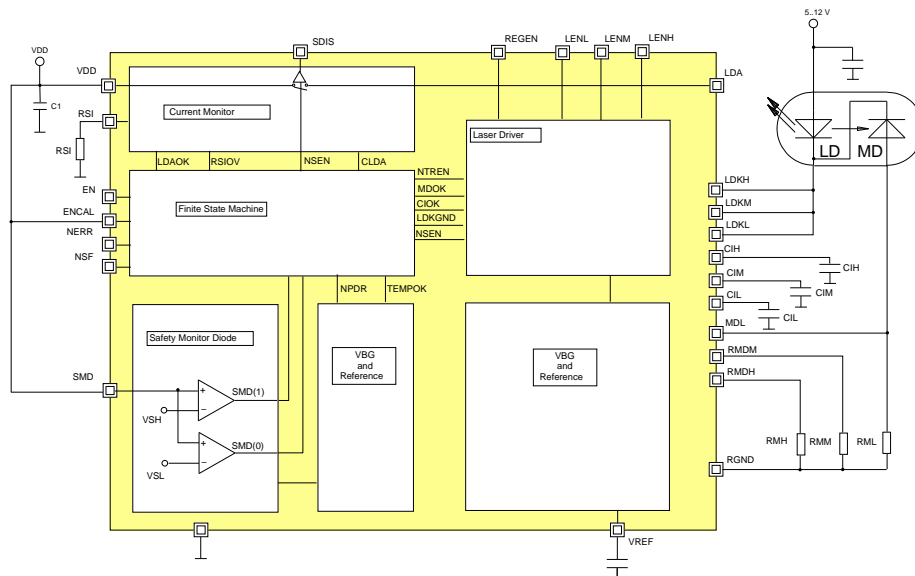 5..12 V
SDIS
REGEN
LENL
LENM
LENH
VDD
VDD
LDA
C1
Current Monitor
RSI
RSI
Laser Driver
LD
MD
LDAOK
RSIOV
NSEN
CLDA
NTREN
MDOK
CIOK
LDKGND
NSEN
EN
ENCAL
NERR
NSF
Finite State Machine
LDKH
LDKM
LDKL
CIH
CIH
CIM
CIM
CIL
CIL
MDL
RMDM
RMDH
NPDR
TEMPOK
Safety Monitor Diode
VBG
and
Reference
VBG
and
Reference
SMD
+
−
SMD(1)
VSH
+
−
SMD(0)
VSL
RMH
RMM
RML
RGND
VREF